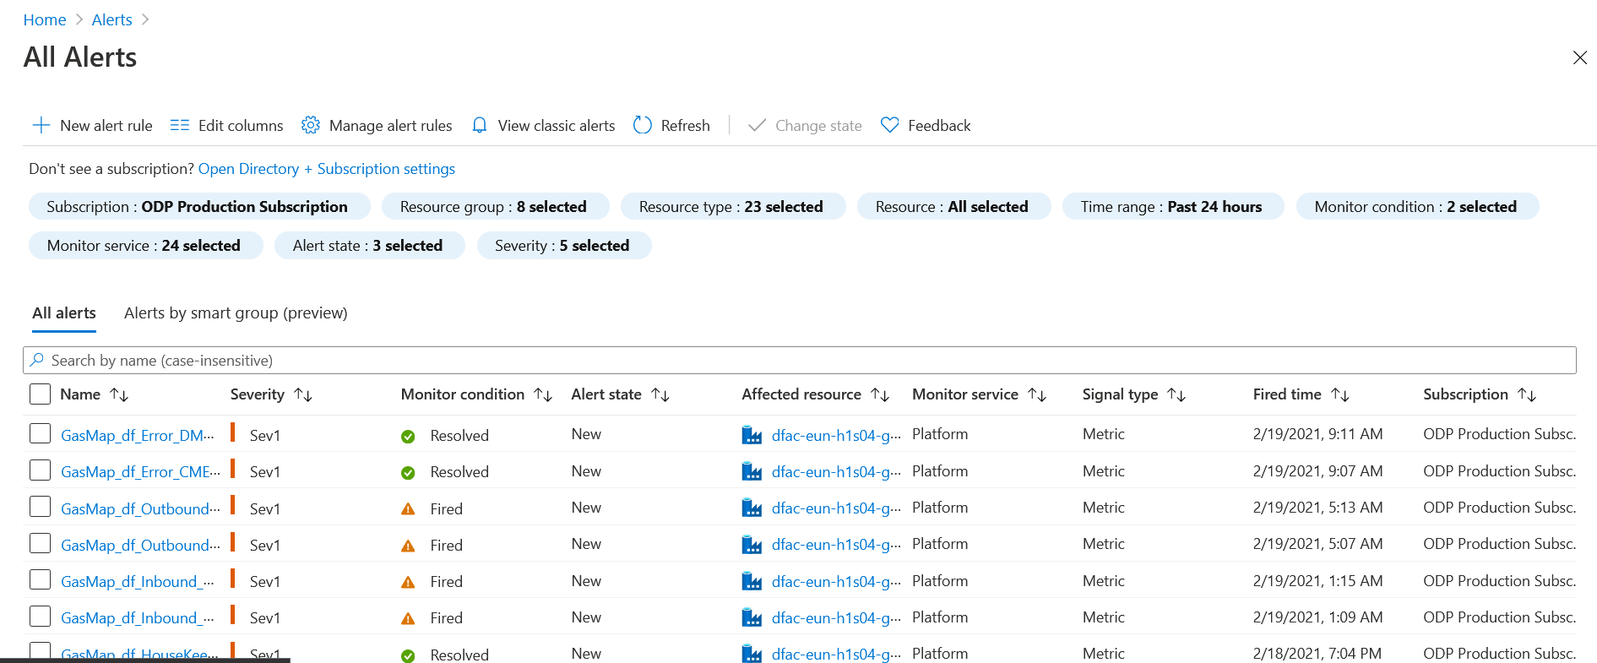 Home > Alerts >
All Alerts
New alert rule Edit columns Manage alert rules View classic alerts Refresh Change state Feedback
Don't see a subscription? Open Directory + Subscription settings
Subscription : ODP Production Subscription Resource group : 8 selected Resource type : 23 selected Resource : All selected Time range : Past 24 hours Monitor condition : 2 selected
Monitor service : 24 selected Alert state : 3 selected Severity : 5 selected
All alerts Alerts by smart group (preview)
Search by name (case-insensitive)
Name ↑↓ Severity ↑↓ Monitor condition ↑↓ Alert state ↑↓ Affected resource ↑↓ Monitor service ↑↓ Signal type ↑↓ Fired time ↑↓ Subscription ↑↓
GasMap_df_Error_DM... Sev1 Resolved New dfac-eun-h1s04-g... Platform Metric 2/19/2021, 9:11 AM ODP Production Subsc.
GasMap_df_Error_CME... Sev1 Resolved New dfac-eun-h1s04-g... Platform Metric 2/19/2021, 9:07 AM ODP Production Subsc.
GasMap_df_Outbound... Sev1 Fired New dfac-eun-h1s04-g... Platform Metric 2/19/2021, 5:13 AM ODP Production Subsc.
GasMap_df_Outbound... Sev1 Fired New dfac-eun-h1s04-g... Platform Metric 2/19/2021, 5:07 AM ODP Production Subsc.
GasMap_df_Inbound_... Sev1 Fired New dfac-eun-h1s04-g... Platform Metric 2/19/2021, 1:15 AM ODP Production Subsc.
GasMap_df_Inbound_... Sev1 Fired New dfac-eun-h1s04-g... Platform Metric 2/19/2021, 1:09 AM ODP Production Subsc.
GasMap_df_HouseKee... Sev1 Resolved New dfac-eun-h1s04-g... Platform Metric 2/18/2021, 7:04 PM ODP Production Subsc.